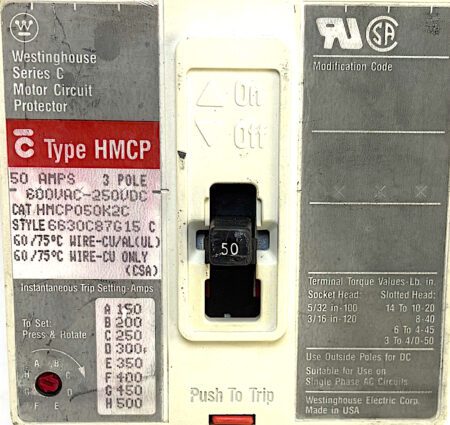 Westinghouse
Series C
Motor Circuit
Protector
C Type HMCP
50 AMPS 3 POLE
600VAC-250VDC
CAT HMCP050K2C
STYLE 6630C87G15 C
60/75°C WIRE-CU/AL(UL)
60/75°C WIRE-CU ONLY
(CSA)
Instantaneous Trip Setting-Amps
To Set:
Press & Rotate
A 150
B 200
C 250
D 300
E 350
F 400
G 450
H 500
A B
H
G
F E
On
Off
50
Push To Trip
UR SA
Modification Code
Terminal Torque Values-Lb. in.
Socket Head: Slotted Head:
5/32 in-100 14 To 10-20
3/16 in-120 8-40
6 To 4-45
3 To 4/0-50
Use Outside Poles for DC
Suitable for Use on
Single Phase AC Circuits
Westinghouse Electric Corp.
Made in USA